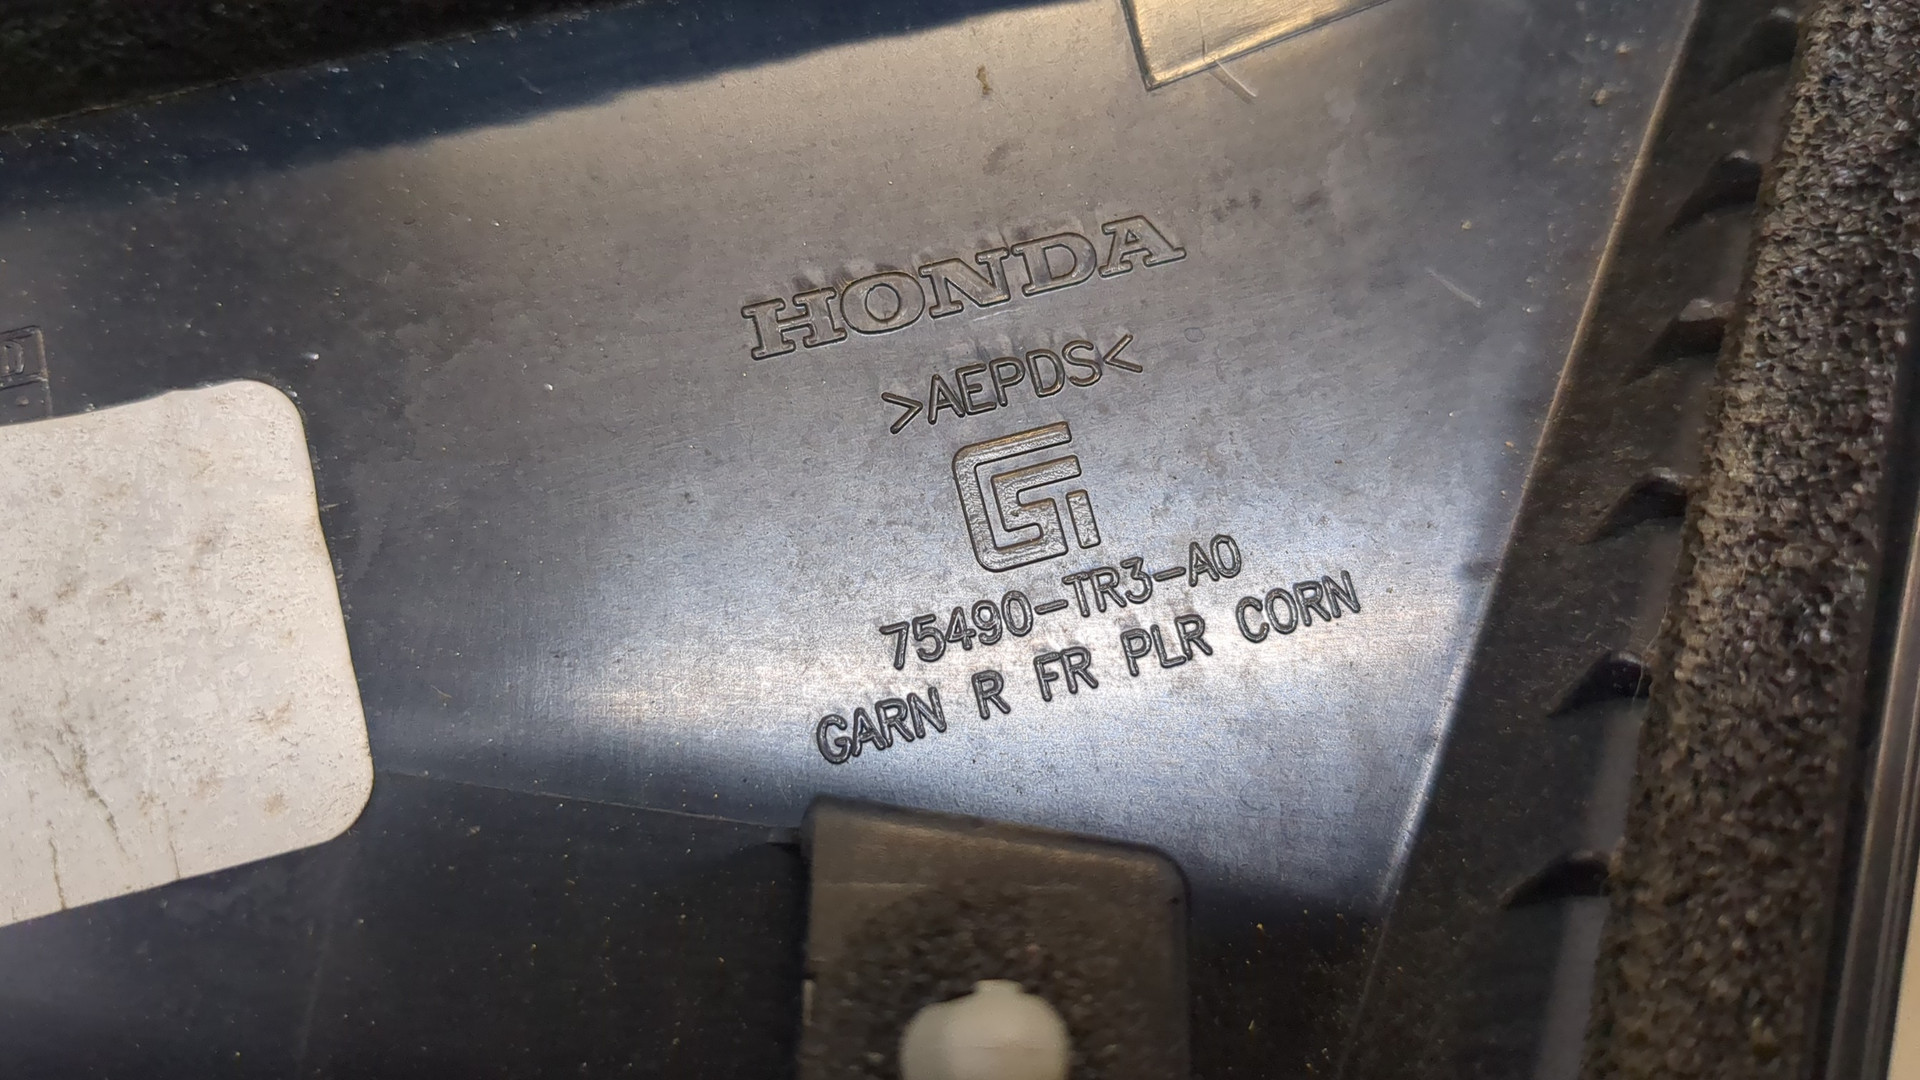 HONDA
>AEPDS<
75490-TR3-A0
GARN R FR PLR CORN